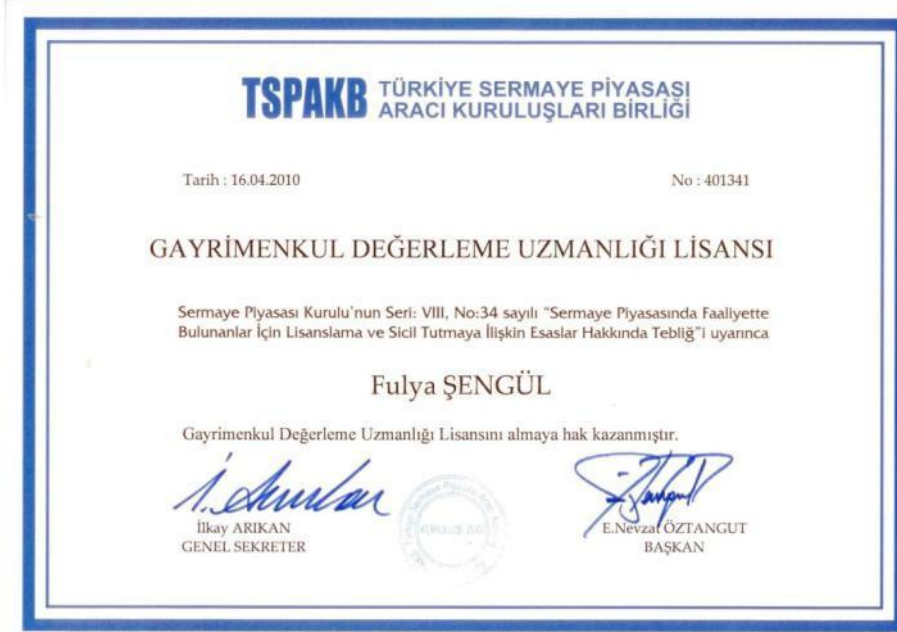 TSPAKB TÜRKİYE SERMAYE PİYASASI
ARACI KURULUŞLARI BİRLİĞİ
Tarih : 16.04.2010 No : 401341
GAYRİMENKUL DEĞERLEME UZMANLIĞI LİSANSI
Sermaye Piyasası Kurulu'nun Seri: VIII, No:34 sayılı "Sermaye Piyasasında Faaliyette
Bulunanlar İçin Lisanslama ve Sicil Tutmaya İlişkin Esaslar Hakkında Tebliğ"i uyarınca
Fulya ŞENGÜL
Gayrimenkul Değerleme Uzmanlığı Lisansını almaya hak kazanmıştır.
İlkay ARIKAN
GENEL SEKRETER
E.Nevzat ÖZTANGUT
BAŞKAN